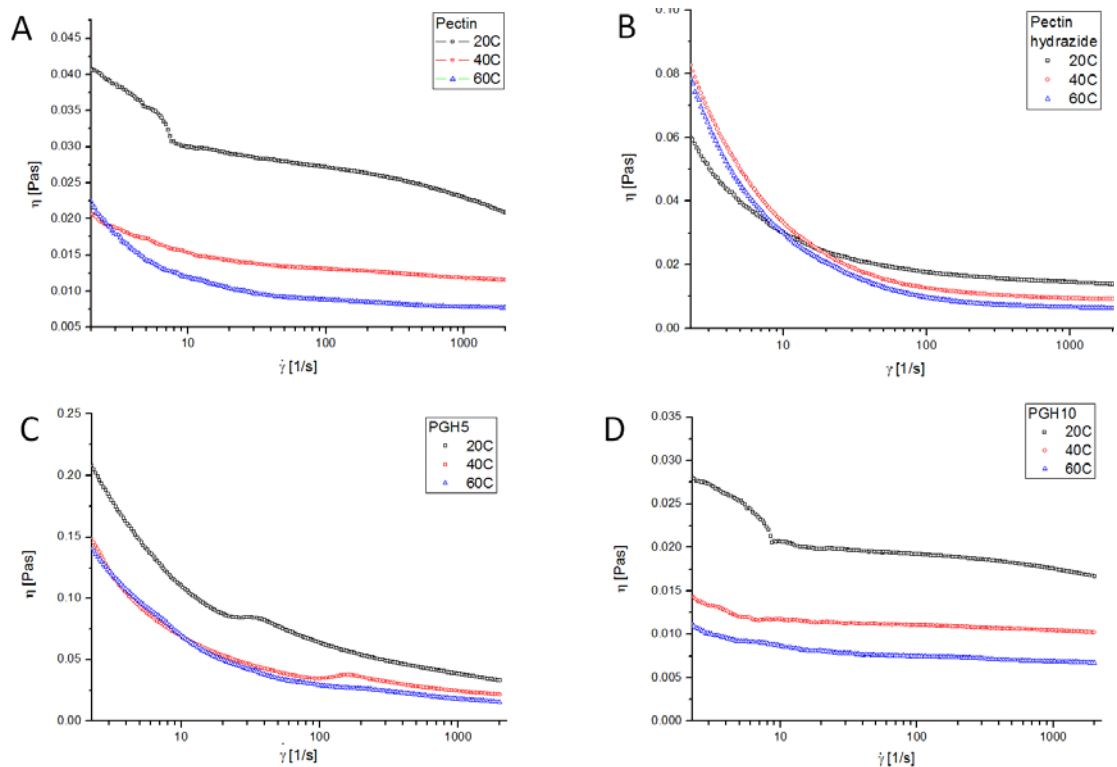 A
Pectin
20C
40C
60C
0.045
0.040
0.035
0.030
0.025
0.020
0.015
0.010
0.005
η [Pas]
10
100
1000
γ̇ [1/s]
B
Pectin
hydrazide
20C
40C
60C
0.10
0.08
0.06
0.04
0.02
0.00
η [Pas]
10
100
1000
γ [1/s]
C
PGH5
20C
40C
60C
0.25
0.20
0.15
0.10
0.05
0.00
η [Pas]
10
100
1000
γ̇ [1/s]
D
PGH10
20C
40C
60C
0.035
0.030
0.025
0.020
0.015
0.010
0.005
0.000
η [Pas]
10
100
1000
γ̇ [1/s]